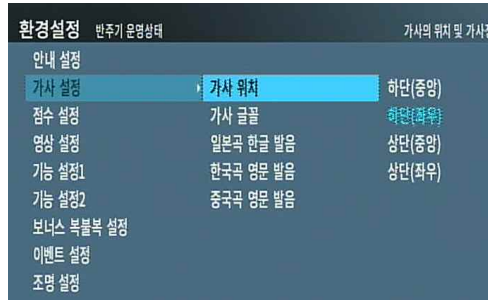 환경설정 반주기 운영상태 가사의 위치 및 가사
안내 설정
가사 설정 가사 위치 하단(중앙)
점수 설정 가사 글꼴 하단(좌우)
영상 설정 일본곡 한글 발음 상단(중앙)
기능 설정1 한국곡 영문 발음 상단(좌우)
기능 설정2 중국곡 영문 발음
보너스 복불복 설정
이벤트 설정
조명 설정